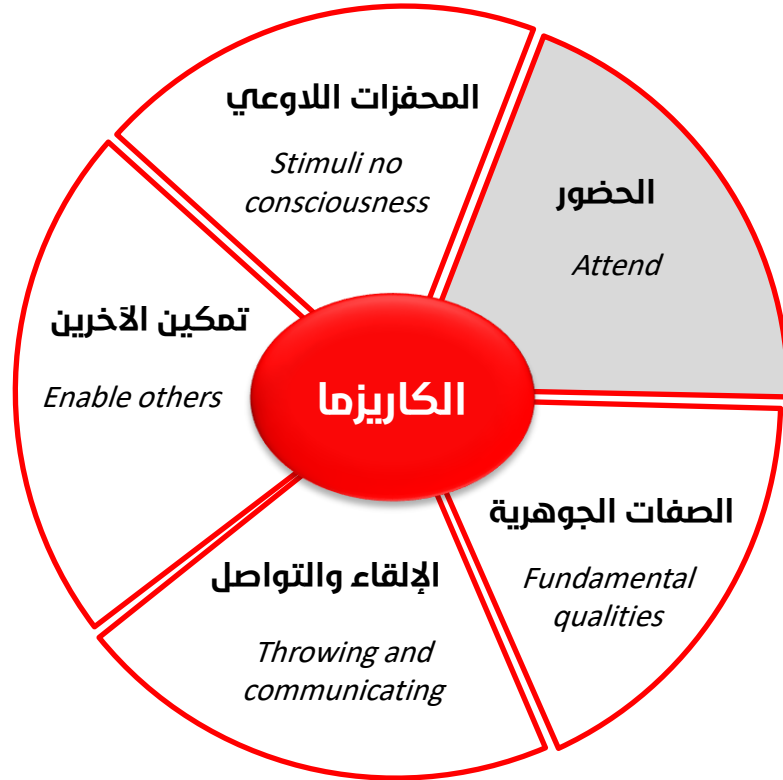 المحفزات اللاوعي
Stimuli no
consciousness
الحضور
Attend
تمكين الآخرين
Enable others
الكاريزما
الصفات الجوهرية
Fundamental
qualities
الإلقاء والتواصل
Throwing and
communicating